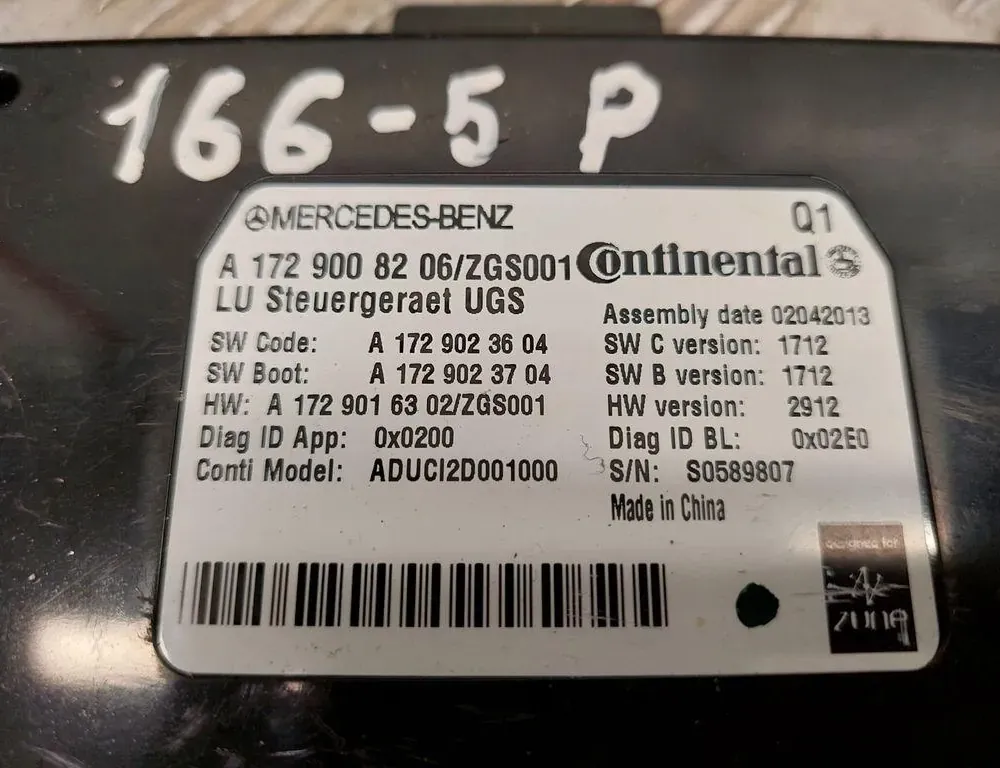 166-5 P
MERCEDES-BENZ Q1
A 172 900 82 06/ZGS001 Continental
LU Steuergeraet UGS
Assembly date 02042013
SW Code: A 172 902 36 04 SW C version: 1712
SW Boot: A 172 902 37 04 SW B version: 1712
HW: A 172 901 63 02/ZGS001 HW version: 2912
Diag ID App: 0x0200 Diag ID BL: 0x02E0
Conti Model: ADUCI2D001000 S/N: S0589807
Made in China
designed for